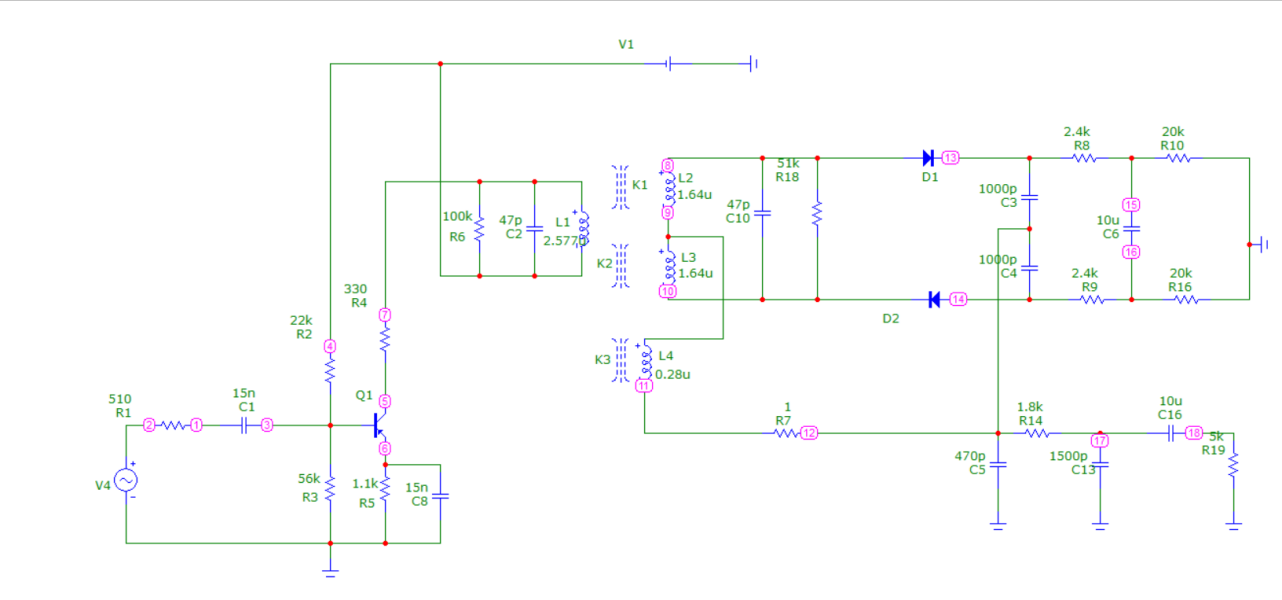 V1
K1
8
L2
1.64u
9
K2
L3
1.64u
10
K3
L4
0.28u
11
100k
R6
47p
C2
L1
47p
C10
51k
R18
D1
13
D2
14
1000p
C3
1000p
C4
2.4k
R8
20k
R10
15
10u
C6
16
2.4k
R9
20k
R16
330
R4
7
22k
R2
4
Q1
5
6
510
R1
2
1
15n
C1
3
V4
+
−
56k
R3
1.1k
R5
15n
C8
1
R7
12
1.8k
R14
17
10u
C16
18
5k
R19
470p
C5
1500p
C13